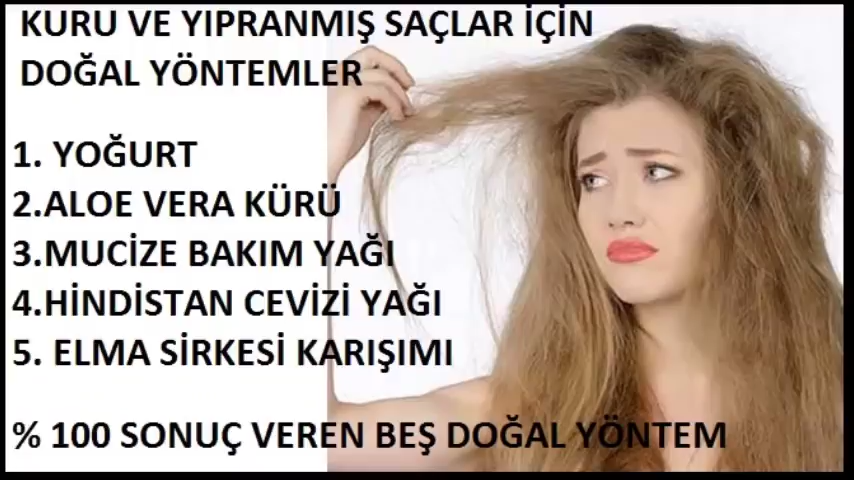 KURU VE YIPRANMIŞ SAÇLAR İÇİN
DOĞAL YÖNTEMLER
1. YOĞURT
2.ALOE VERA KÜRÜ
3.MUCİZE BAKIM YAĞI
4.HİNDİSTAN CEVİZİ YAĞI
5. ELMA SİRKESİ KARIŞIMI
% 100 SONUÇ VEREN BEŞ DOĞAL YÖNTEM